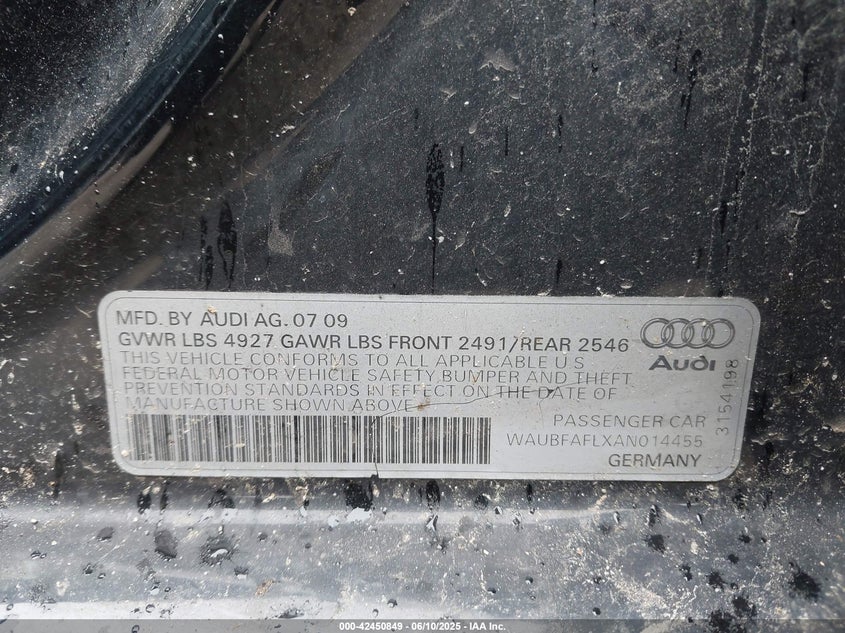 MFD. BY AUDI AG. 07 09
GVWR LBS 4927 GAWR LBS FRONT 2491/REAR 2546
THIS VEHICLE CONFORMS TO ALL APPLICABLE U S
FEDERAL MOTOR VEHICLE SAFETY, BUMPER AND THEFT
PREVENTION STANDARDS IN EFFECT ON THE DATE OF
MANUFACTURE SHOWN ABOVE
Audi
3154198
PASSENGER CAR
WAUBFAFLXAN014455
GERMANY
000-42450849 - 06/10/2025 - IAA Inc.